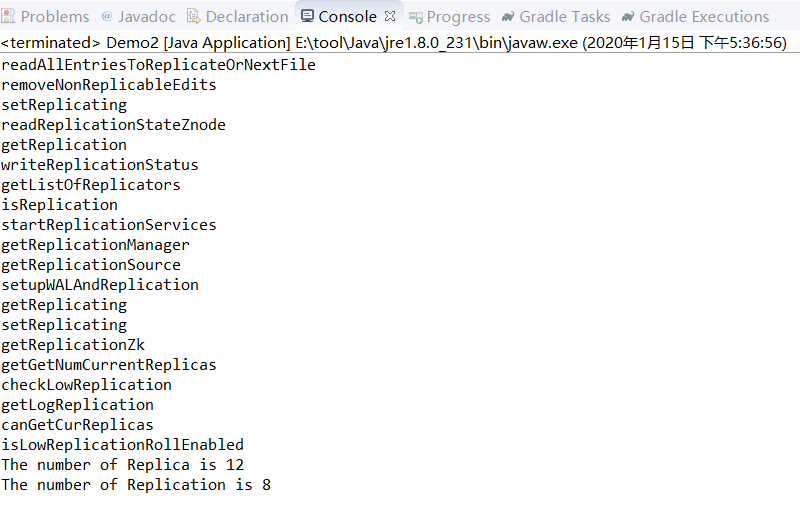 Problems @ Javadoc Declaration Console Progress Gradle Tasks Gradle Executions
<terminated> Demo2 [Java Application] E:\tool\Java\jre1.8.0_231\bin\javaw.exe (2020年1月15日 下午5:36:56)
readAllEntriesToReplicateOrNextFile
removeNonReplicableEdits
setReplicating
readReplicationStateZnode
getReplication
writeReplicationStatus
getListOfReplicators
isReplication
startReplicationServices
getReplicationManager
getReplicationSource
setupWALAndReplication
getReplicating
setReplicating
getReplicationZk
getGetNumCurrentReplicas
checkLowReplication
getLogReplication
canGetCurReplicas
isLowReplicationRollEnabled
The number of Replica is 12
The number of Replication is 8